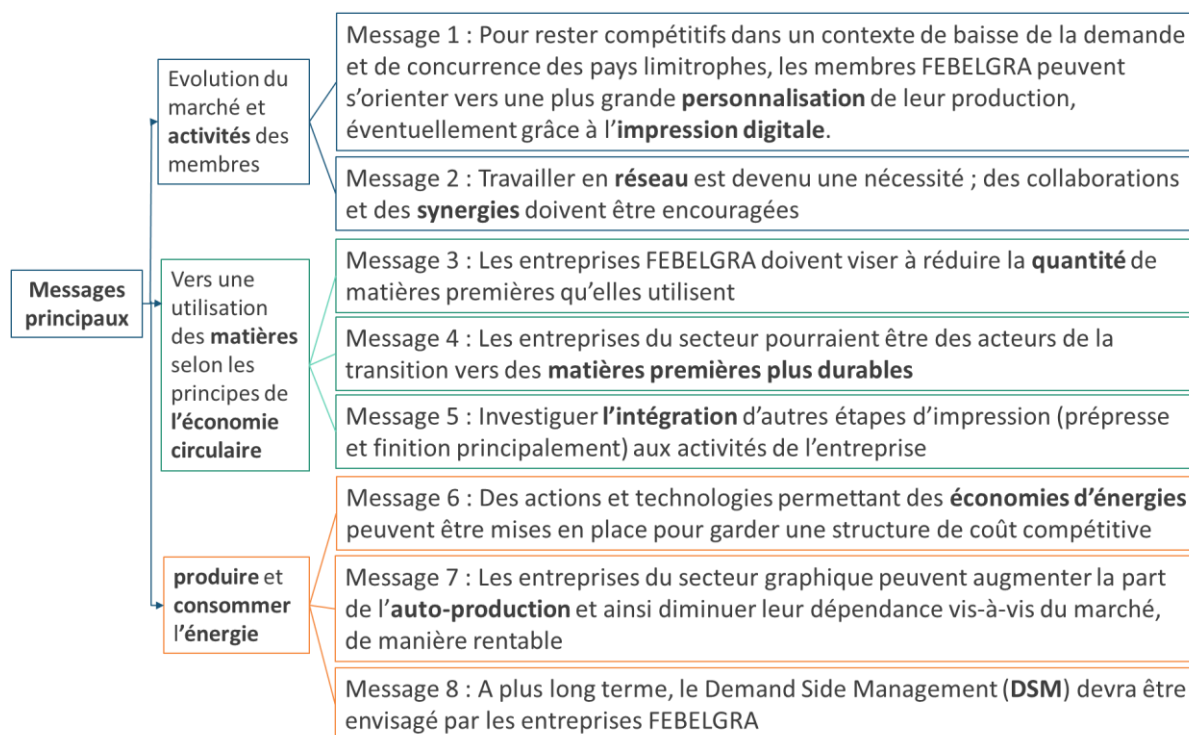 Messages
principaux
Evolution du
marché et
activités des
membres
Message 1 : Pour rester compétitifs dans un contexte de baisse de la demande
et de concurrence des pays limitrophes, les membres FEBELGRA peuvent
s’orienter vers une plus grande personnalisation de leur production,
éventuellement grâce à l’impression digitale.
Message 2 : Travailler en réseau est devenu une nécessité ; des collaborations
et des synergies doivent être encouragées
Vers une
utilisation
des matières
selon les
principes de
l’économie
circulaire
Message 3 : Les entreprises FEBELGRA doivent viser à réduire la quantité de
matières premières qu’elles utilisent
Message 4 : Les entreprises du secteur pourraient être des acteurs de la
transition vers des matières premières plus durables
Message 5 : Investiguer l’intégration d’autres étapes d’impression (prépresse
et finition principalement) aux activités de l’entreprise
produire et
consommer
l’énergie
Message 6 : Des actions et technologies permettant des économies d’énergies
peuvent être mises en place pour garder une structure de coût compétitive
Message 7 : Les entreprises du secteur graphique peuvent augmenter la part
de l’auto-production et ainsi diminuer leur dépendance vis-à-vis du marché,
de manière rentable
Message 8 : A plus long terme, le Demand Side Management (DSM) devra être
envisagé par les entreprises FEBELGRA